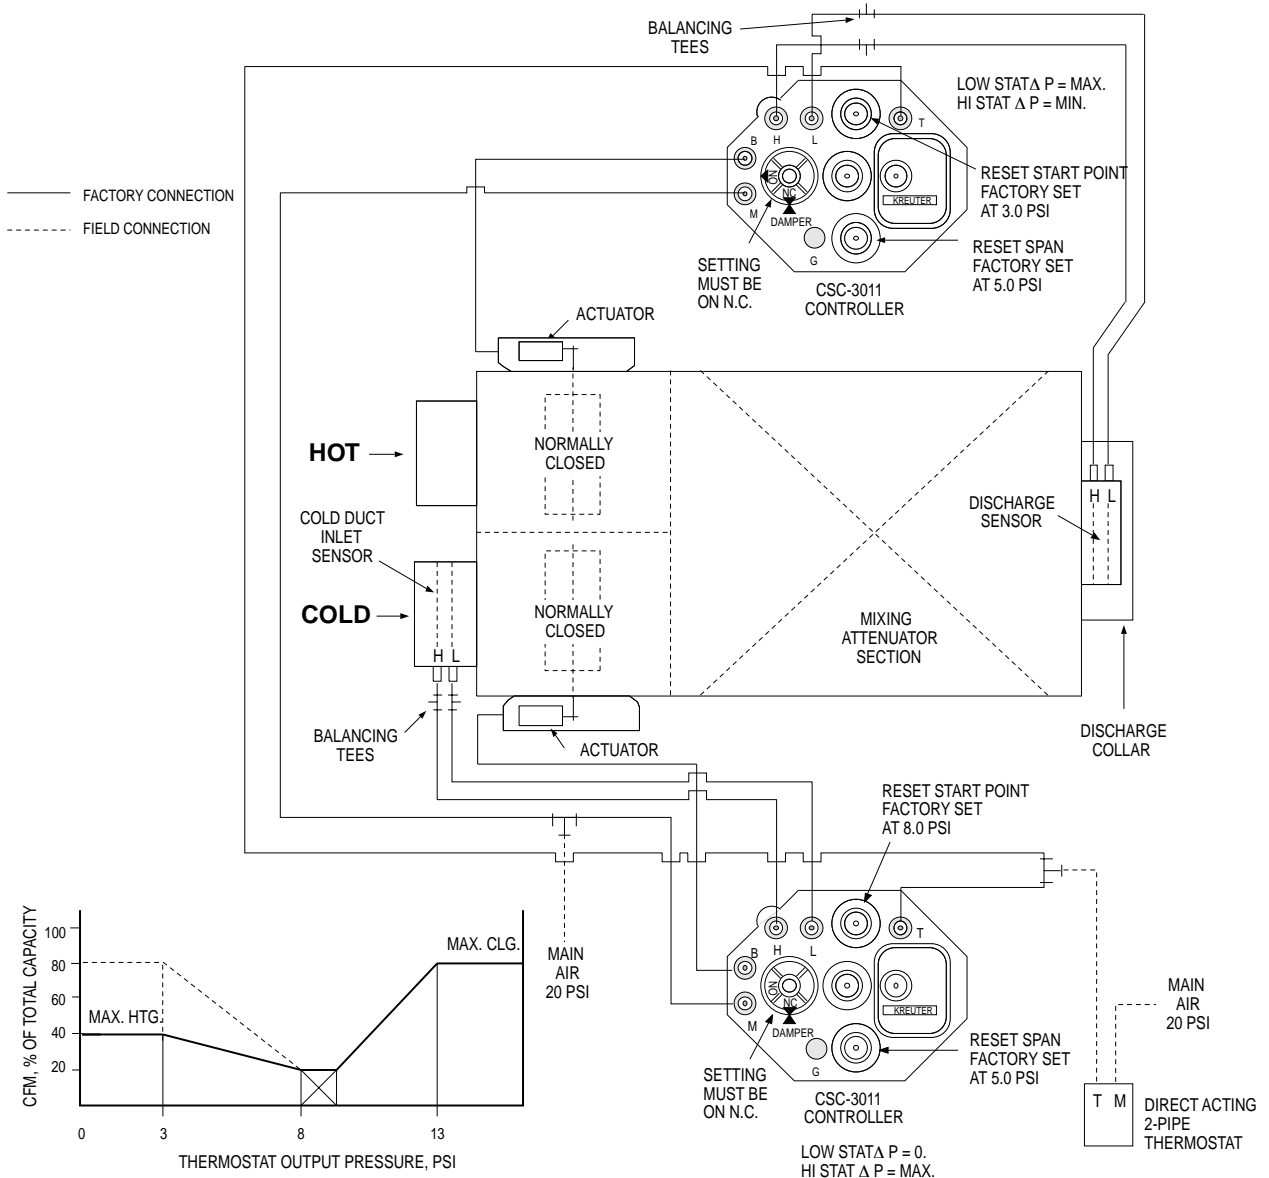 BALANCING
TEES
LOW STAT Δ P = MAX.
HI STAT Δ P = MIN.
T
B
H
L
NO
NC
KREUTER
M
DAMPER
G
RESET START POINT
FACTORY SET
AT 3.0 PSI
FACTORY CONNECTION
FIELD CONNECTION
SETTING
MUST BE
ON N.C.
RESET SPAN
FACTORY SET
AT 5.0 PSI
CSC-3011
CONTROLLER
ACTUATOR
HOT
NORMALLY
CLOSED
COLD DUCT
INLET
SENSOR
H L
DISCHARGE
SENSOR
COLD
NORMALLY
CLOSED
MIXING
ATTENUATOR
SECTION
H L
BALANCING
TEES
ACTUATOR
DISCHARGE
COLLAR
RESET START POINT
FACTORY SET
AT 8.0 PSI
T
B
H
L
NO
NC
KREUTER
M
DAMPER
G
MAIN
AIR
20 PSI
MAIN
AIR
20 PSI
SETTING
MUST BE
ON N.C.
RESET SPAN
FACTORY SET
AT 5.0 PSI
CSC-3011
CONTROLLER
LOW STAT Δ P = 0.
HI STAT Δ P = MAX.
T M
DIRECT ACTING
2-PIPE
THERMOSTAT
CFM, % OF TOTAL CAPACITY
100
80
60
40
20
MAX. HTG.
MAX. CLG.
0 3 8 13
THERMOSTAT OUTPUT PRESSURE, PSI